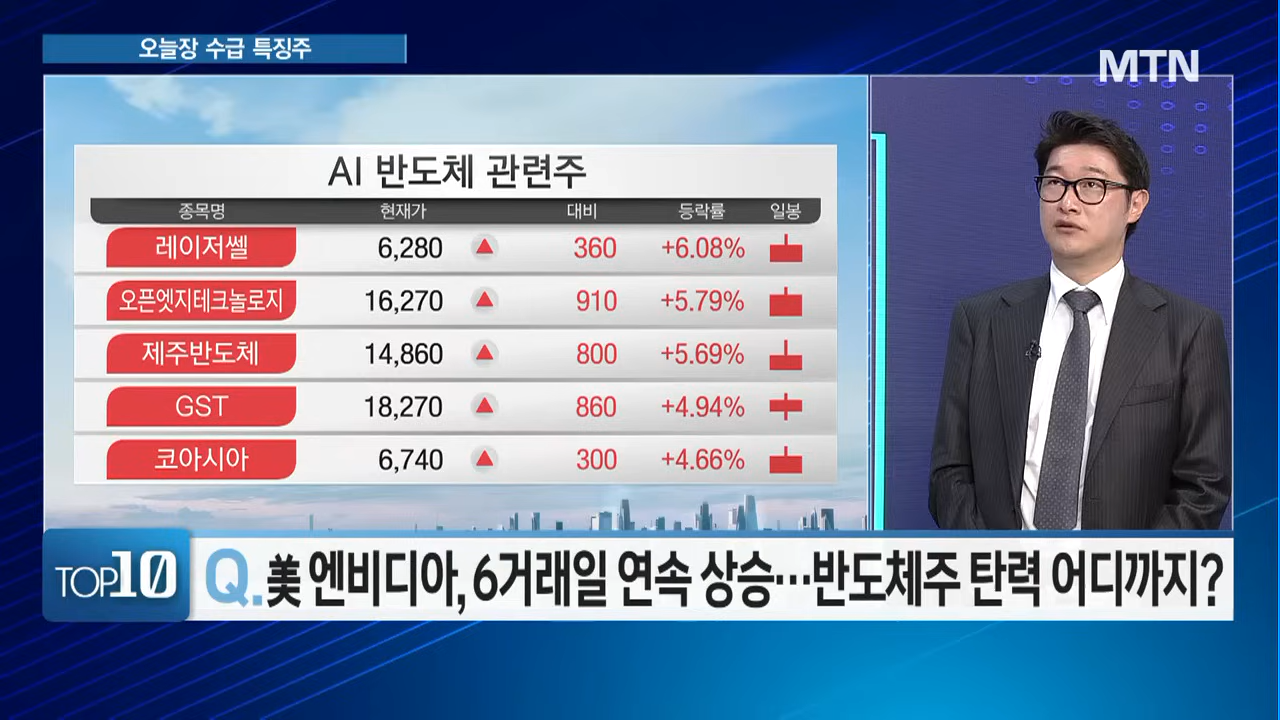 오늘장 수급 특징주
MTN
AI 반도체 관련주
종목명 현재가 대비 등락률 일봉
레이저쎌 6,280 ▲ 360 +6.08%
오픈엣지테크놀로지 16,270 ▲ 910 +5.79%
제주반도체 14,860 ▲ 800 +5.69%
GST 18,270 ▲ 860 +4.94%
코아시아 6,740 ▲ 300 +4.66%
TOP10 Q.美 엔비디아, 6거래일 연속 상승…반도체주 탄력 어디까지?